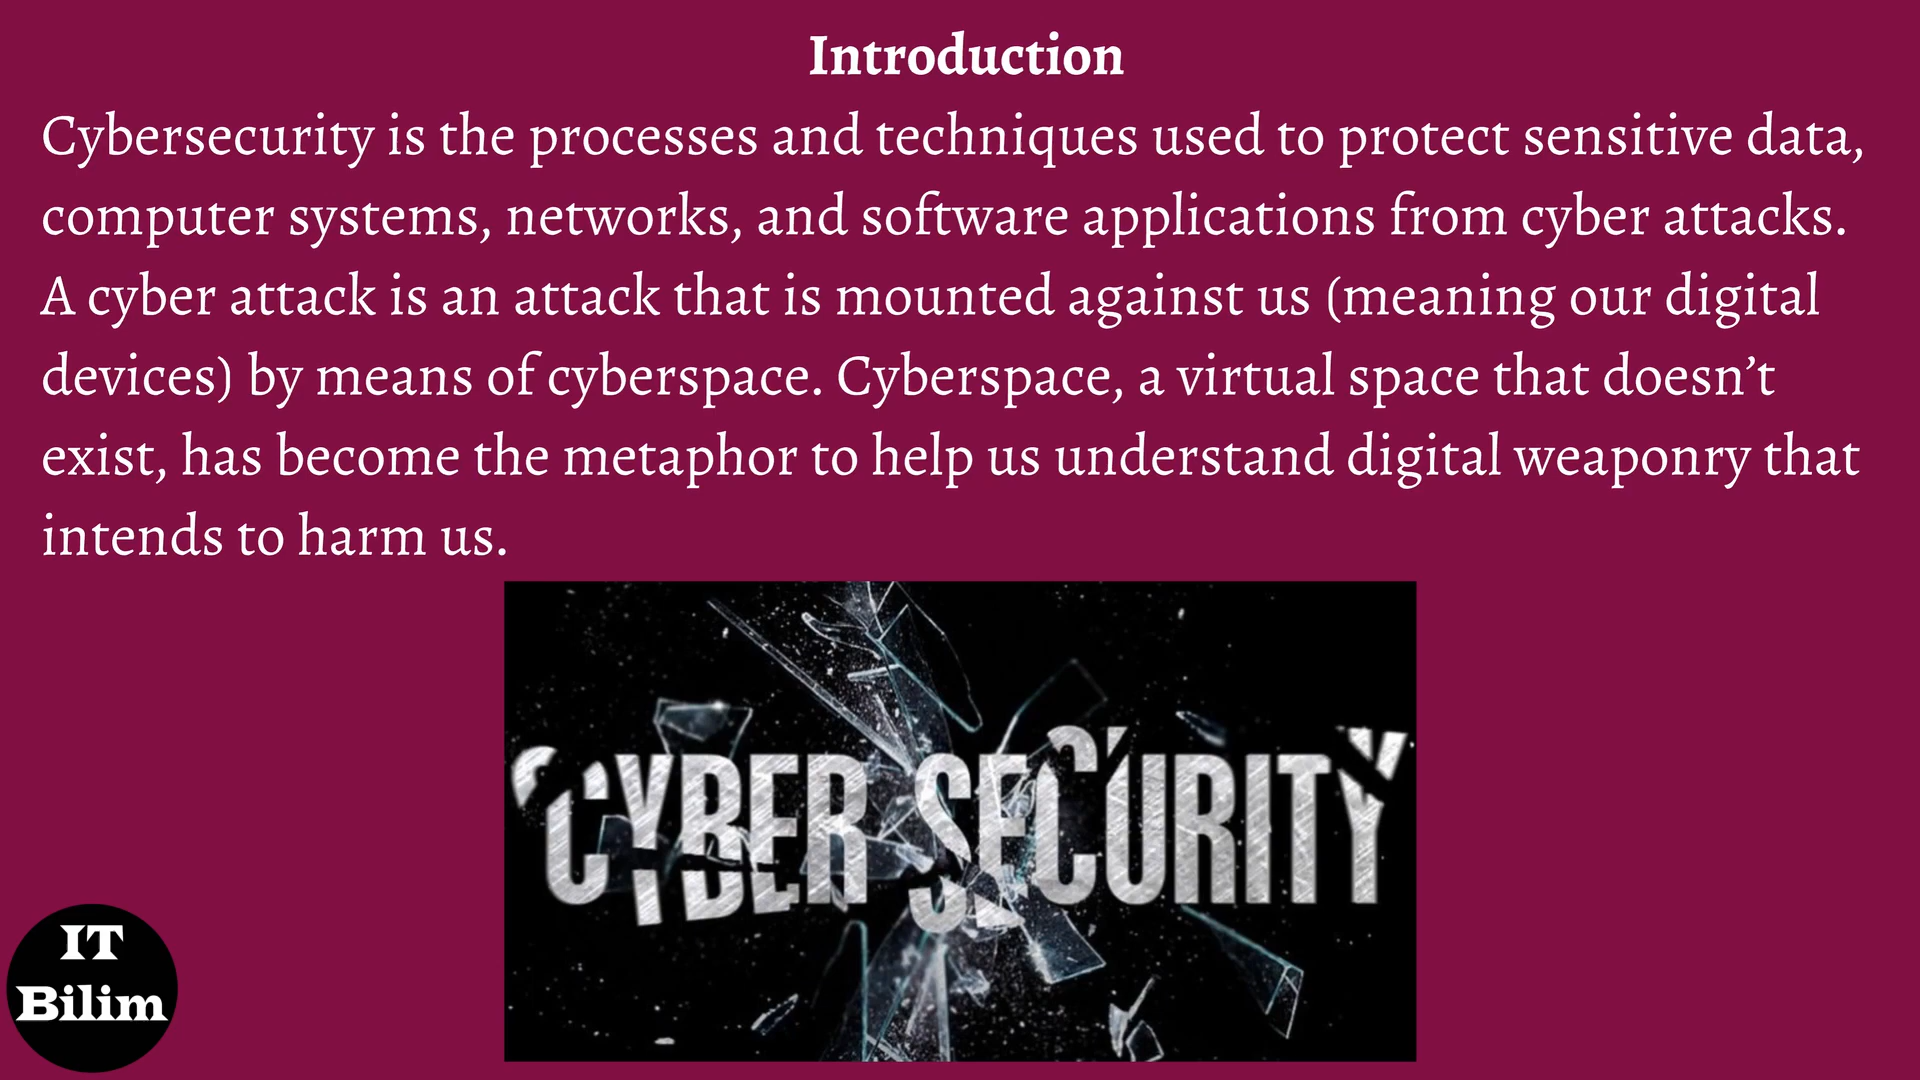 Introduction
Cybersecurity is the processes and techniques used to protect sensitive data,
computer systems, networks, and software applications from cyber attacks.
A cyber attack is an attack that is mounted against us (meaning our digital
devices) by means of cyberspace. Cyberspace, a virtual space that doesn’t
exist, has become the metaphor to help us understand digital weaponry that
intends to harm us.
CYBER SECURITY
IT
Bilim